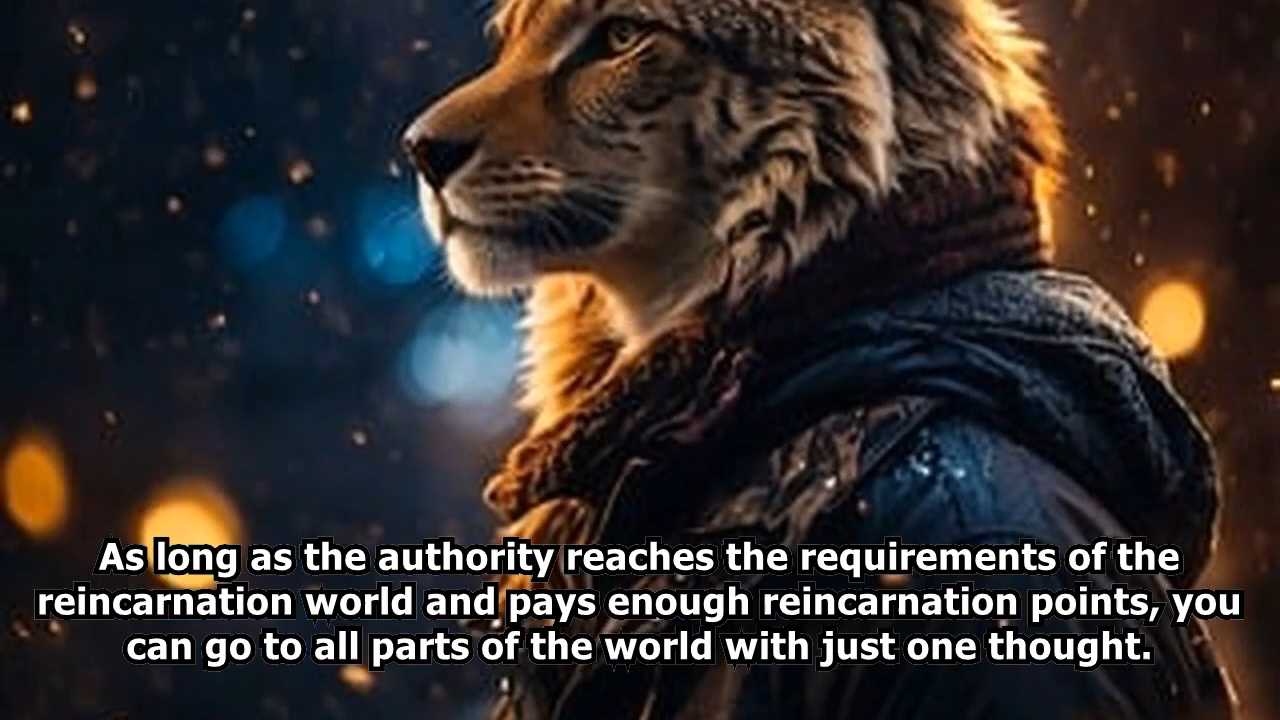 As long as the authority reaches the requirements of the
reincarnation world and pays enough reincarnation points, you
can go to all parts of the world with just one thought.